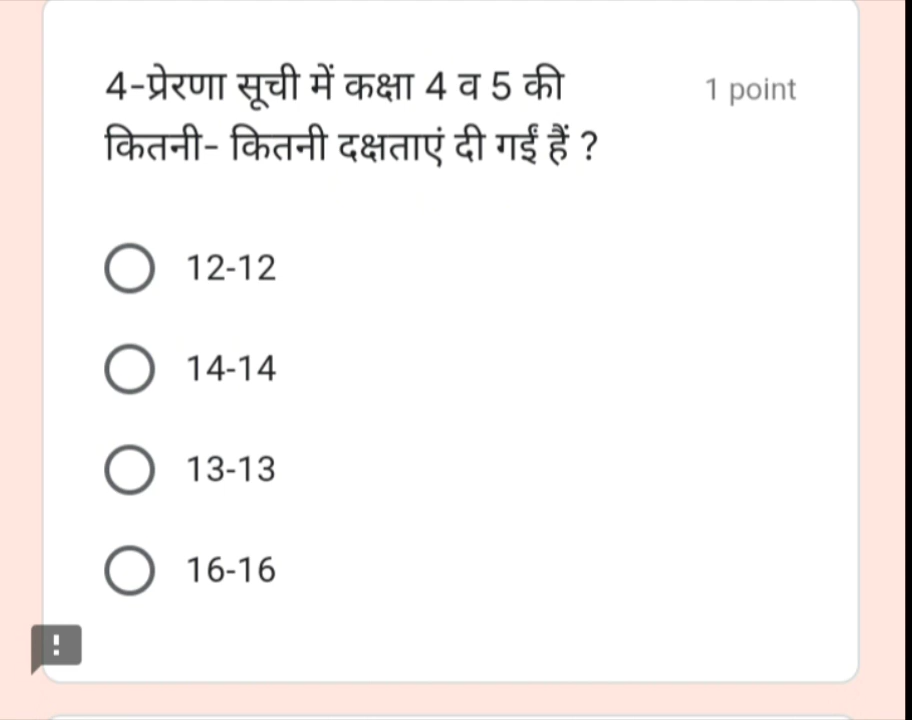 4-प्रेरणा सूची में कक्षा 4 व 5 की
1 point
कितनी- कितनी दक्षताएं दी गईं हैं ?
12-12
14-14
13-13
16-16